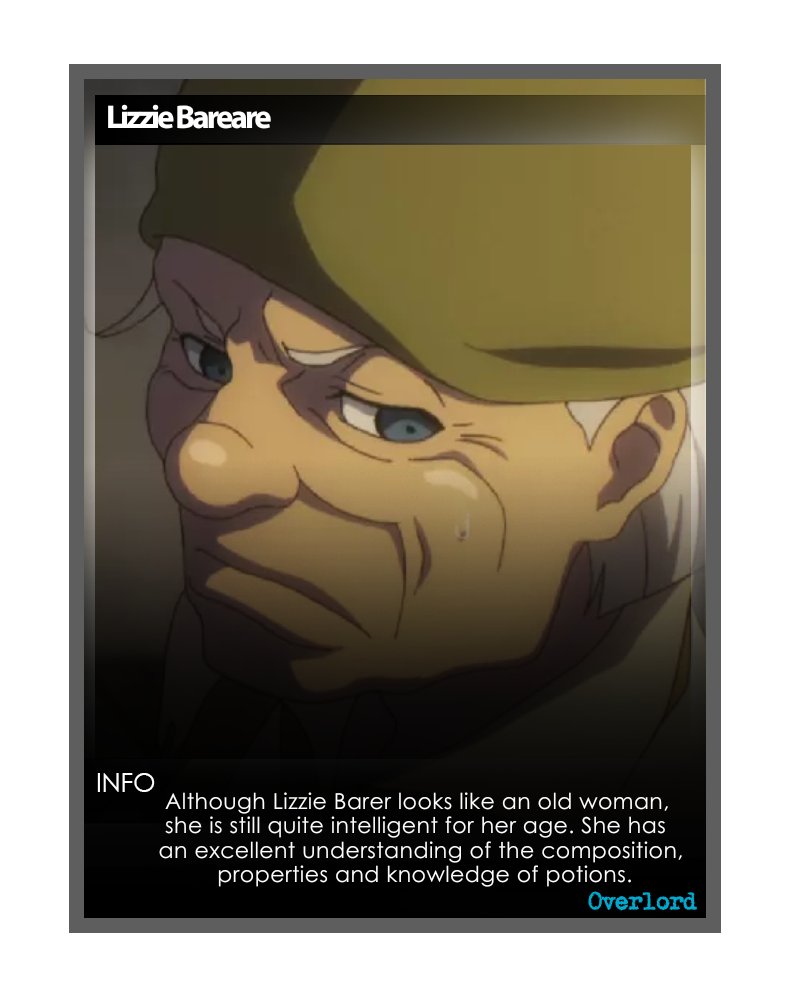 Lizzie Bareare
INFO
Although Lizzie Barer looks like an old woman,
she is still quite intelligent for her age. She has
an excellent understanding of the composition,
properties and knowledge of potions.
Overlord